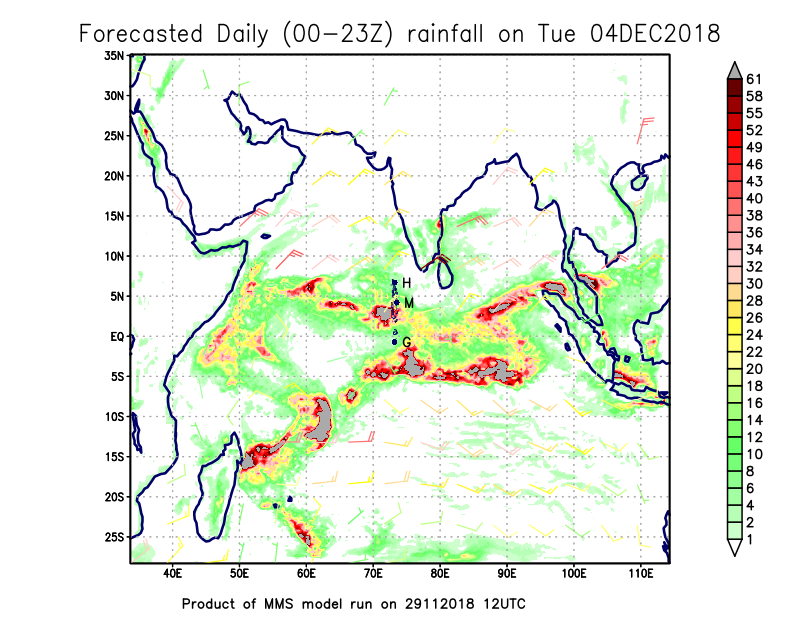 Forecasted Daily (00-23Z) rainfall on Tue 04DEC2018
35N
30N
25N
20N
15N
10N
5N
EQ
5S
10S
15S
20S
25S
H
M
G
40E 50E 60E 70E 80E 90E 100E 110E
61
58
55
52
49
46
43
40
38
36
34
32
30
28
26
24
22
20
18
16
14
12
10
8
6
4
2
1
Product of MMS model run on 29112018 12UTC